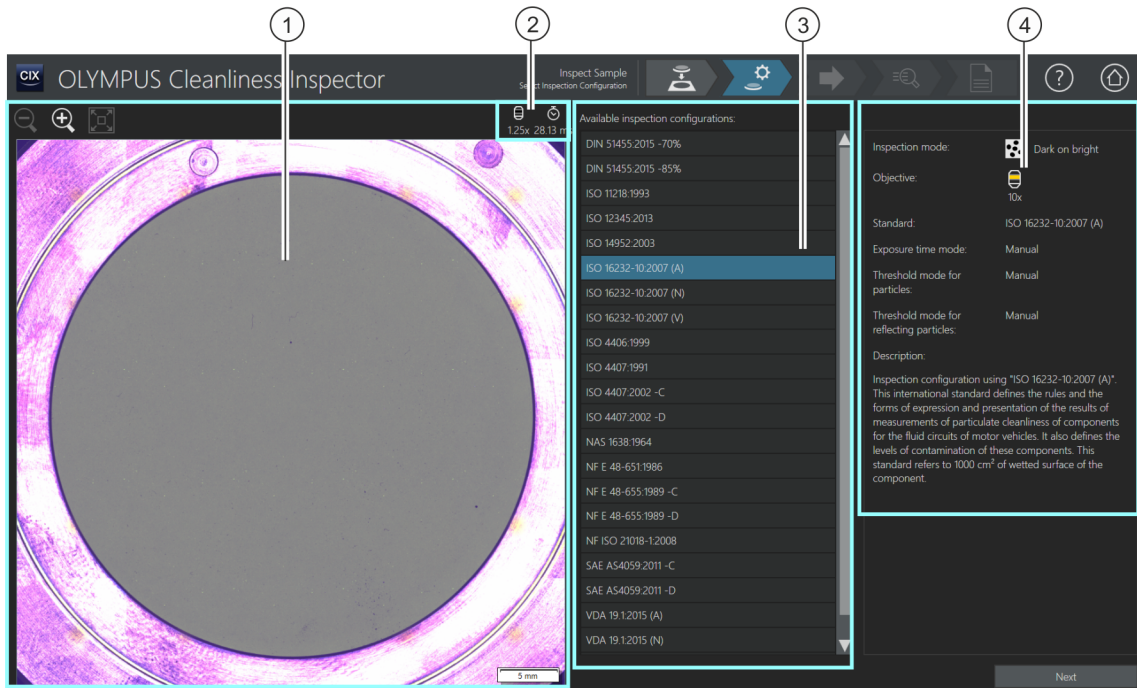 1
2
3
4
CIX
OLYMPUS Cleanliness Inspector
Inspect Sample
Select Inspection Configuration
?
1.25x 28.13 ms
Available inspection configurations:
DIN 51455:2015 -70%
DIN 51455:2015 -85%
ISO 11218:1993
ISO 12345:2013
ISO 14952:2003
ISO 16232-10:2007 (A)
ISO 16232-10:2007 (N)
ISO 16232-10:2007 (V)
ISO 4406:1999
ISO 4407:1991
ISO 4407:2002 -C
ISO 4407:2002 -D
NAS 1638:1964
NF E 48-651:1986
NF E 48-655:1989 -C
NF E 48-655:1989 -D
NF ISO 21018-1:2008
SAE AS4059:2011 -C
SAE AS4059:2011 -D
VDA 19.1:2015 (A)
VDA 19.1:2015 (N)
Inspection mode: Dark on bright
Objective:
10x
Standard: ISO 16232-10:2007 (A)
Exposure time mode: Manual
Threshold mode for Manual
particles:
Threshold mode for Manual
reflecting particles:
Description:
Inspection configuration using "ISO 16232-10:2007 (A)".
This international standard defines the rules and the
forms of expression and presentation of the results of
measurements of particulate cleanliness of components
for the fluid circuits of motor vehicles. It also defines the
levels of contamination of these components. This
standard refers to 1000 cm² of wetted surface of the
component.
5 mm
Next